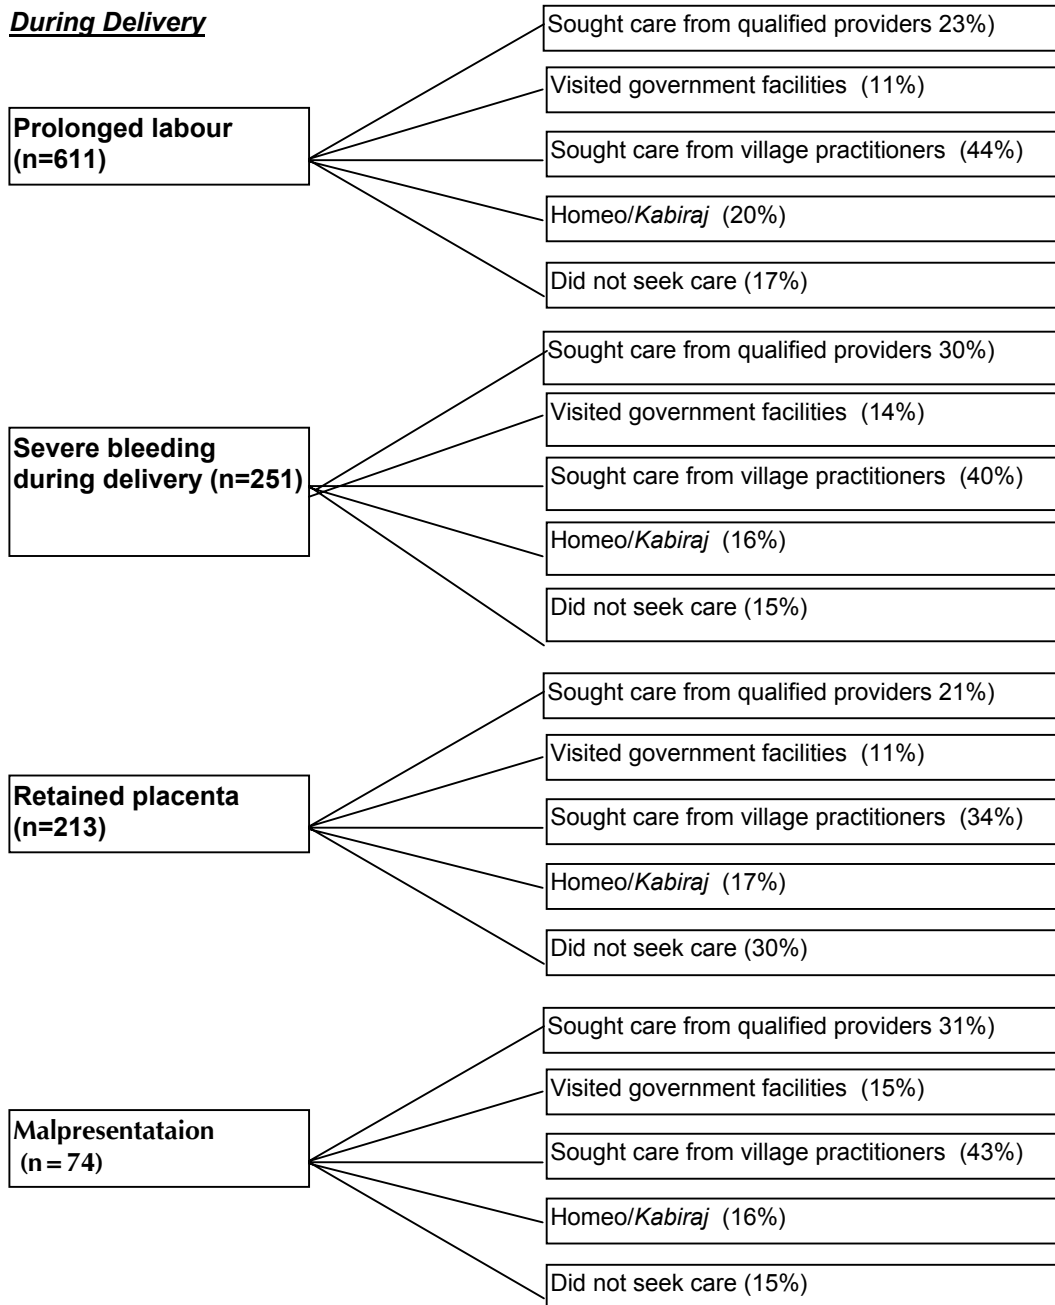 During Delivery
Sought care from qualified providers 23%)
Visited government facilities (11%)
Prolonged labour
(n=611)
Sought care from village practitioners (44%)
Homeo/Kabiraj (20%)
Did not seek care (17%)
Sought care from qualified providers 30%)
Visited government facilities (14%)
Severe bleeding
during delivery (n=251)
Sought care from village practitioners (40%)
Homeo/Kabiraj (16%)
Did not seek care (15%)
Sought care from qualified providers 21%)
Visited government facilities (11%)
Retained placenta
(n=213)
Sought care from village practitioners (34%)
Homeo/Kabiraj (17%)
Did not seek care (30%)
Sought care from qualified providers 31%)
Visited government facilities (15%)
Malpresentataion
(n = 74)
Sought care from village practitioners (43%)
Homeo/Kabiraj (16%)
Did not seek care (15%)